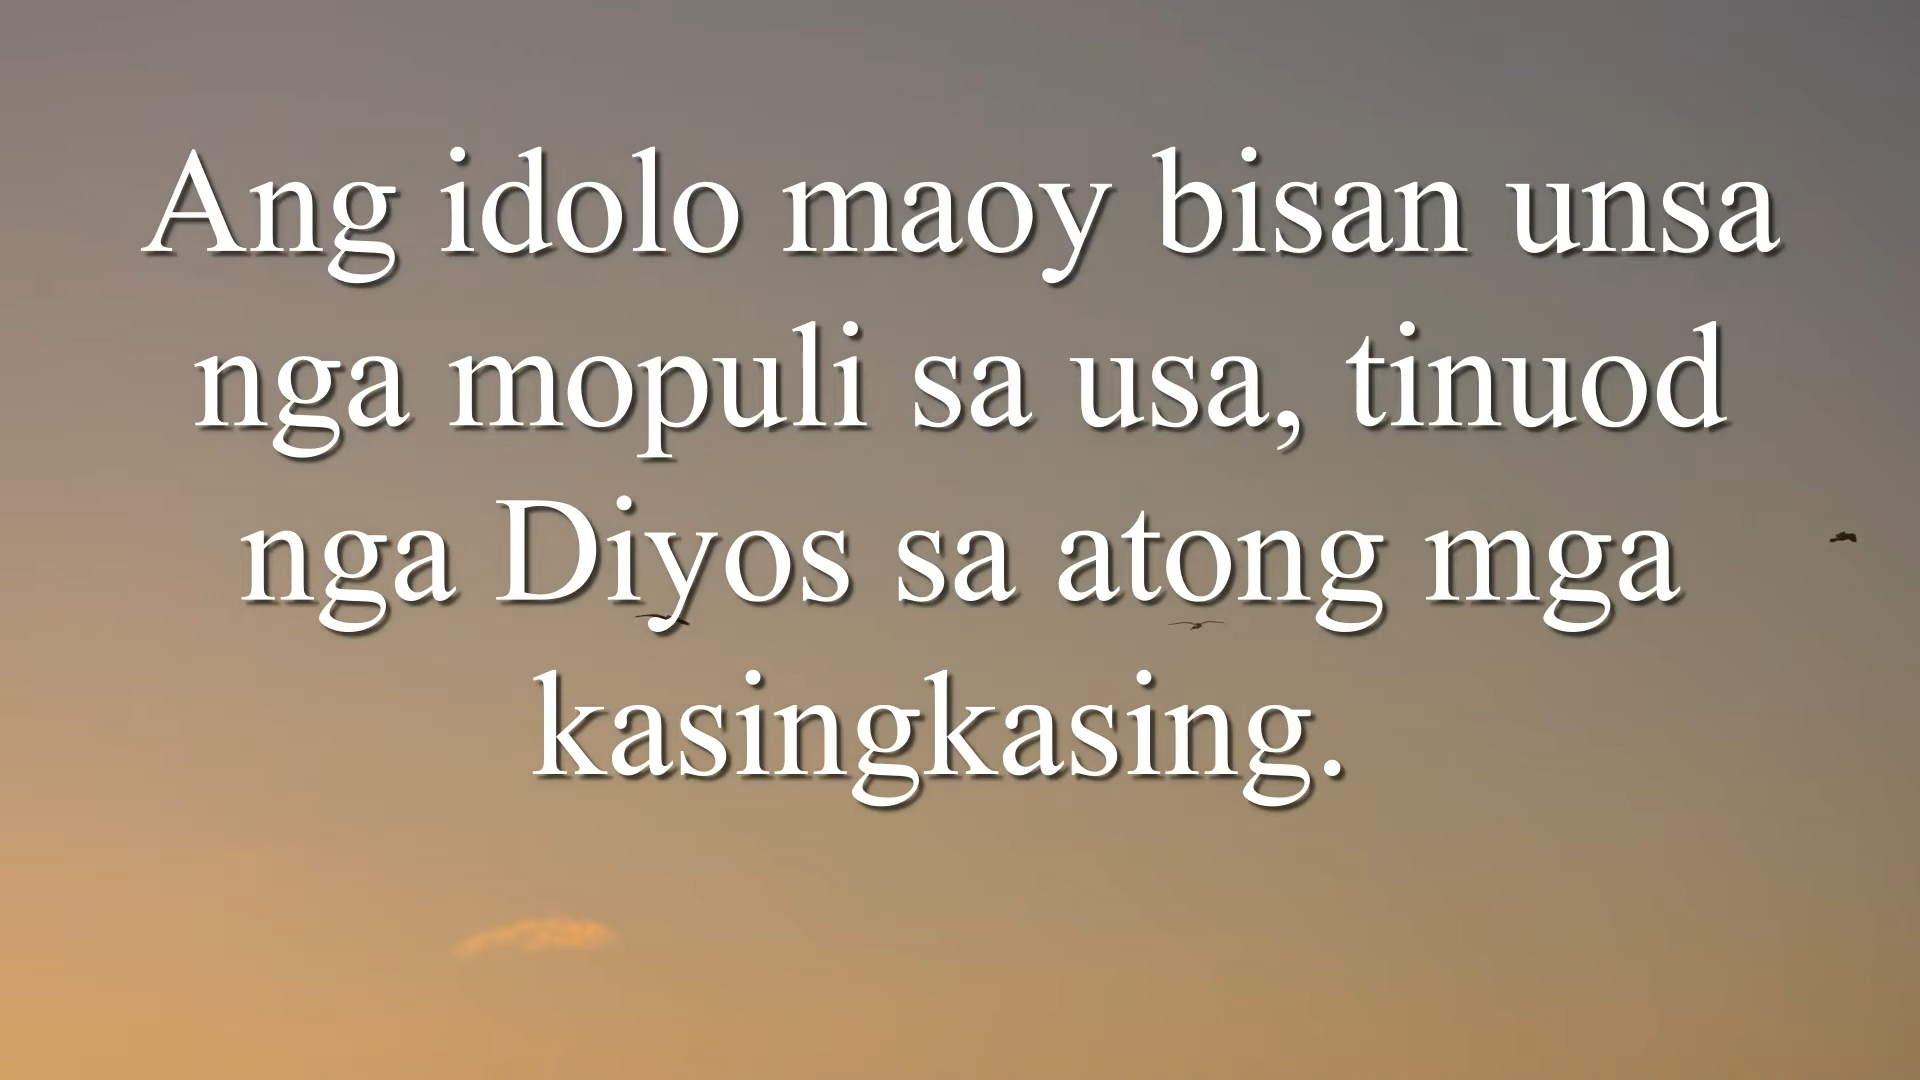 Ang idolo maoy bisan unsa
nga mopuli sa usa, tinuod
nga Diyos sa atong mga
kasingkasing.